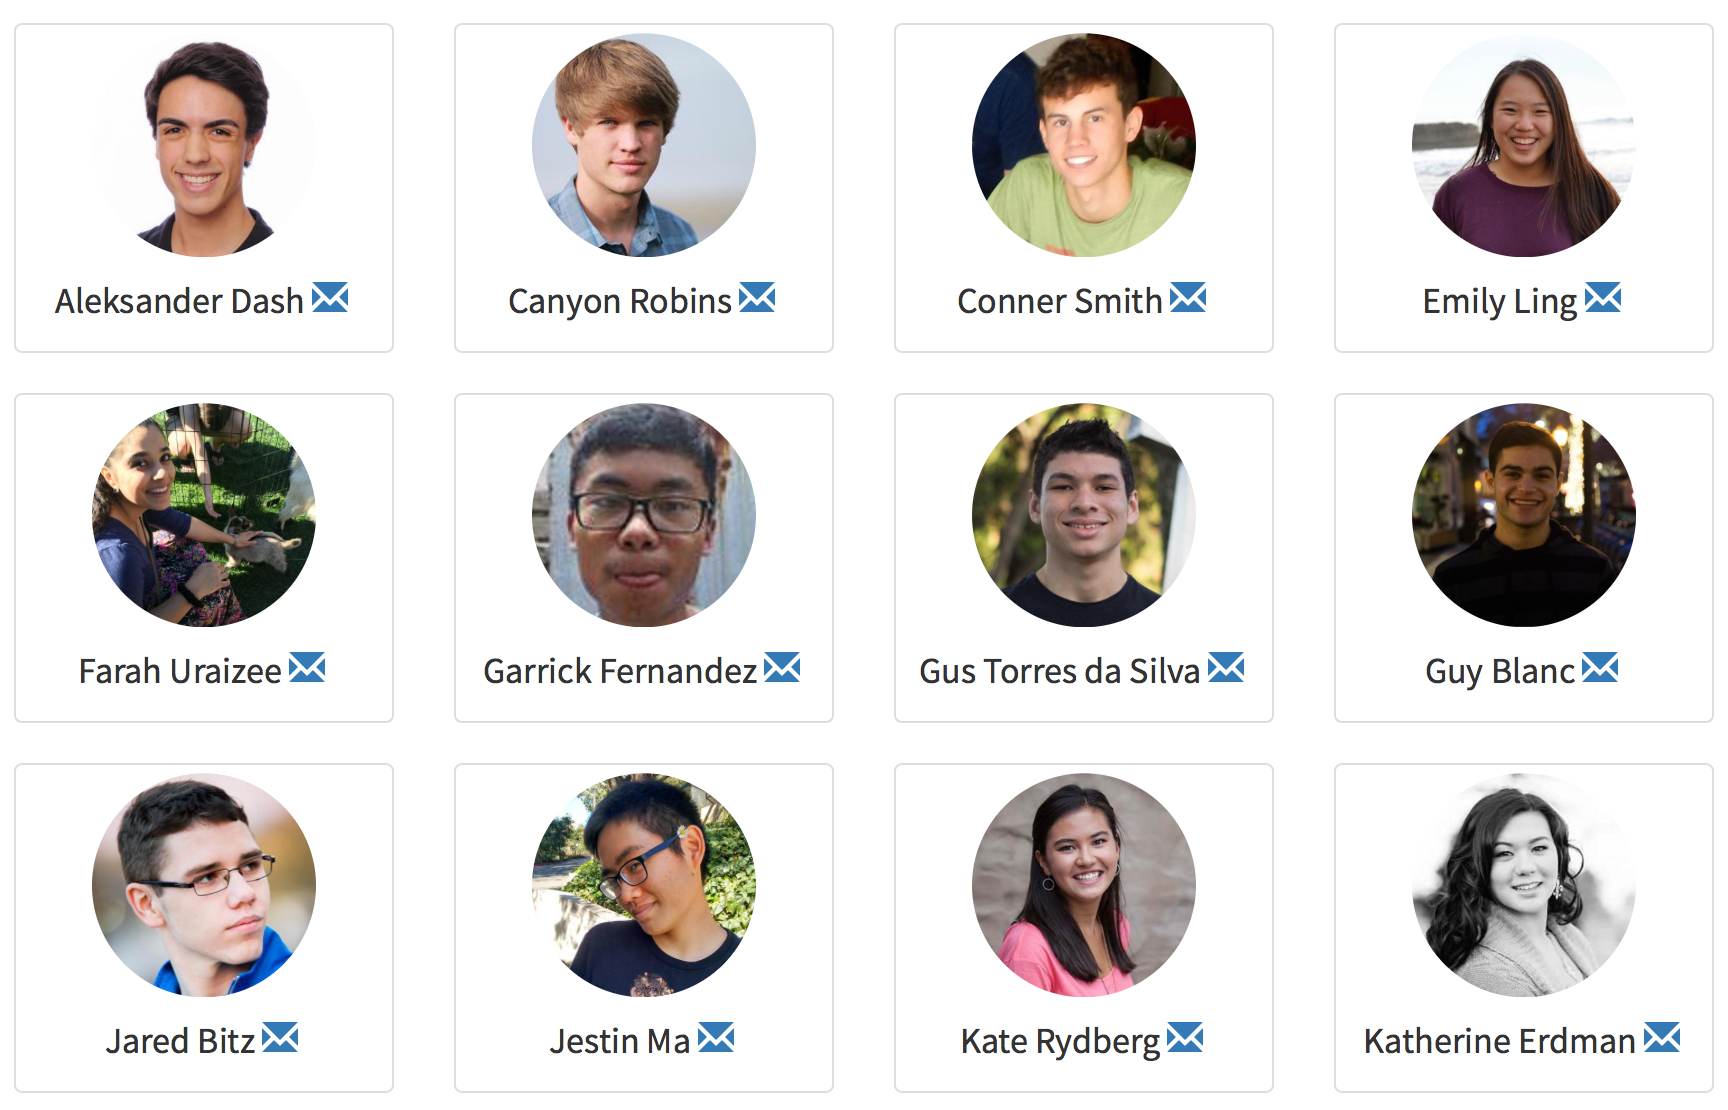 Aleksander Dash
Canyon Robins
Conner Smith
Emily Ling
Farah Uraizee
Garrick Fernandez
Gus Torres da Silva
Guy Blanc
Jared Bitz
Jestin Ma
Kate Rydberg
Katherine Erdman